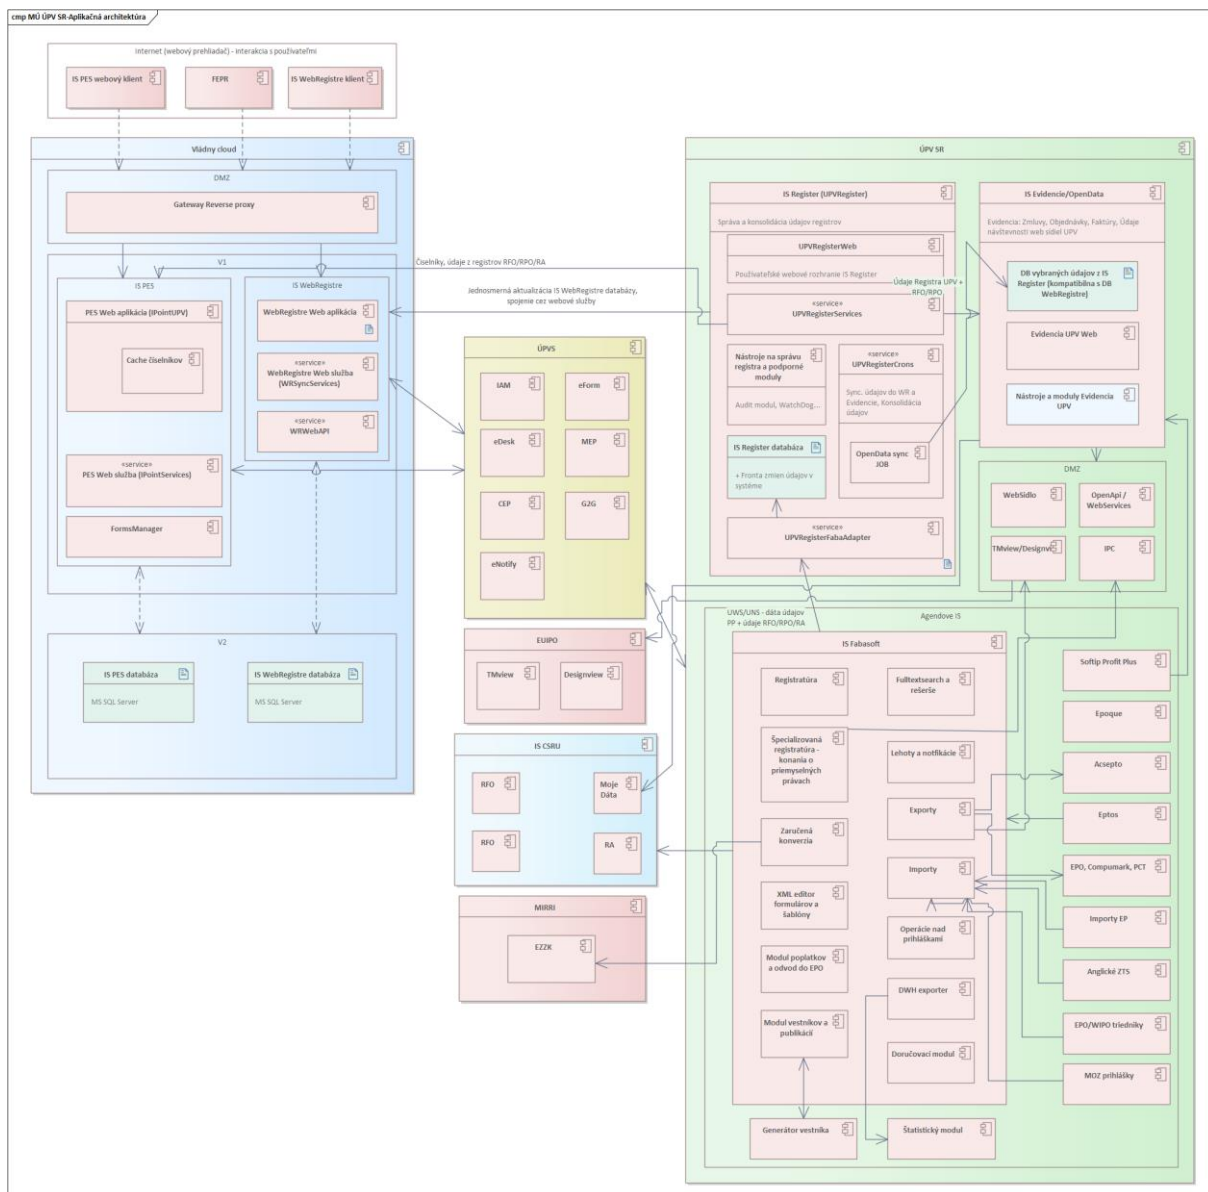 cmp MÚ ÚPV SR-Aplikačná architektúra
Internet (webový prehliadač) - interakcia s používateľmi
IS PES webový klient
FEPR
IS WebRegistre klient
Vládny cloud
DMZ
Gateway Reverse proxy
V1
IS PES
PES Web aplikácia (IPointUPV)
Cache číselníkov
«service»
PES Web služba (IPointServices)
FormsManager
IS WebRegistre
WebRegistre Web aplikácia
«service»
WebRegistre Web služba
(WRSyncServices)
«service»
WRWebAPI
V2
IS PES databáza
MS SQL Server
IS WebRegistre databáza
MS SQL Server
Číselníky, údaje z registrov RFO/RPO/RA
Jednosmerná aktualizácia IS WebRegistre databázy,
spojenie cez webové služby
ÚPVS
IAM
eForm
eDesk
MEP
CEP
G2G
eNotify
EUIPO
TMview
Designview
IS CSRU
RFO
Moje
Dáta
RFO
RA
MIRRI
EZZK
ÚPV SR
IS Register (UPVRegister)
Správa a konsolidácia údajov registrov
UPVRegisterWeb
Používateľské webové rozhranie IS Register
«service»
UPVRegisterServices
Nástroje na správu
registra a podporné
moduly
Audit modul, WatchDog...
«service»
UPVRegisterCrons
Sync. údajov do WR a
Evidencie, Konsolidácia
údajov
OpenData sync
JOB
IS Register databáza
+ Fronta zmien údajov v
systéme
«service»
UPVRegisterFabaAdapter
Údaje Registra UPV +
RFO/RPO
IS Evidencie/OpenData
Evidencia: Zmluvy, Objednávky, Faktúry, Údaje
návštevnosti web sídiel UPV
DB vybraných údajov z IS
Register (kompatibilna s DB
WebRegistre)
Evidencia UPV Web
Nástroje a moduly Evidencia
UPV
DMZ
WebSídlo
OpenApi /
WebServices
TMview/Designvi
IPC
UWS/UNS - dáta údajov
PP + údaje RFO/RPO/RA
Agendove IS
IS Fabasoft
Registratúra
Fulltextsearch a
rešerše
Špecializovaná
registratúra -
konania o
priemyselných
právach
Lehoty a notfikácie
Exporty
Zaručená
konverzia
Importy
XML editor
formulárov a
šablóny
Operácie nad
prihláškami
Modul poplatkov
a odvod do EPO
DWH exporter
Modul vestníkov a
publikácií
Doručovací modul
Generátor vestníka
Štatistický modul
Softip Profit Plus
Epoque
Acsepto
Eptos
EPO, Compumark, PCT
Importy EP
Anglické ZTS
EPO/WIPO triedniky
MOZ prihlášky